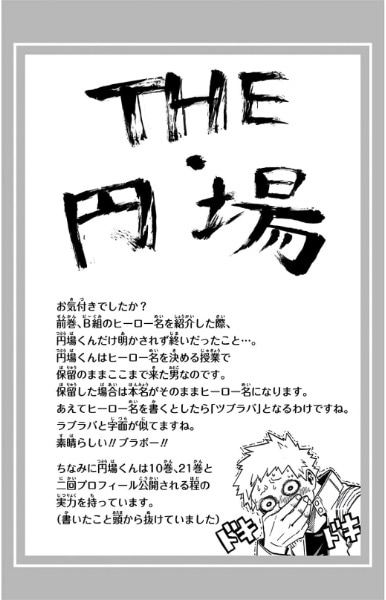 THE
・
円場
お気付きでしたか?
前巻、B組のヒーロー名を紹介した際、
円場くんだけ明かされず終いだったこと…。
円場くんはヒーロー名を決める授業で
保留のままここまで来た男なのです。
保留した場合は本名がそのままヒーロー名になります。
あえてヒーロー名を書くとしたら「ツブラバ」となるわけですね。
ラブラバと字面が似てますね。
素晴らしい!!ブラボー!!
ちなみに円場くんは10巻、21巻と
二回プロフィール公開される程の
実力を持っています。
(書いたこと頭から抜けていました)
ドキ
ドキ